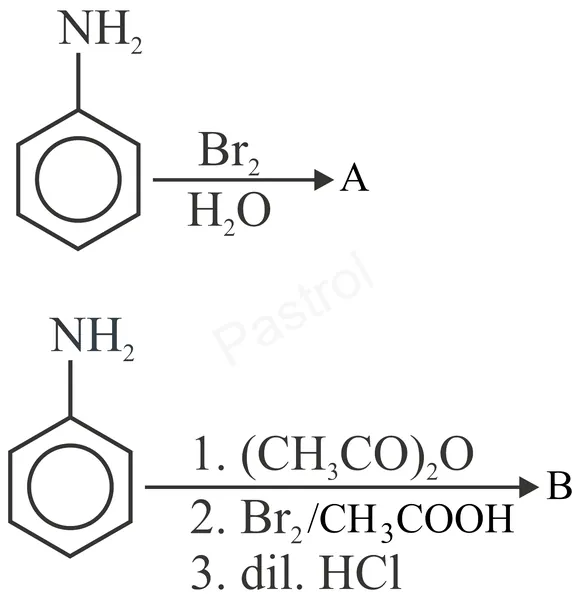 NH₂
Br₂
H₂O
A
Pastrol
NH₂
1. (CH₃CO)₂O
2. Br₂/CH₃COOH
3. dil. HCl
B